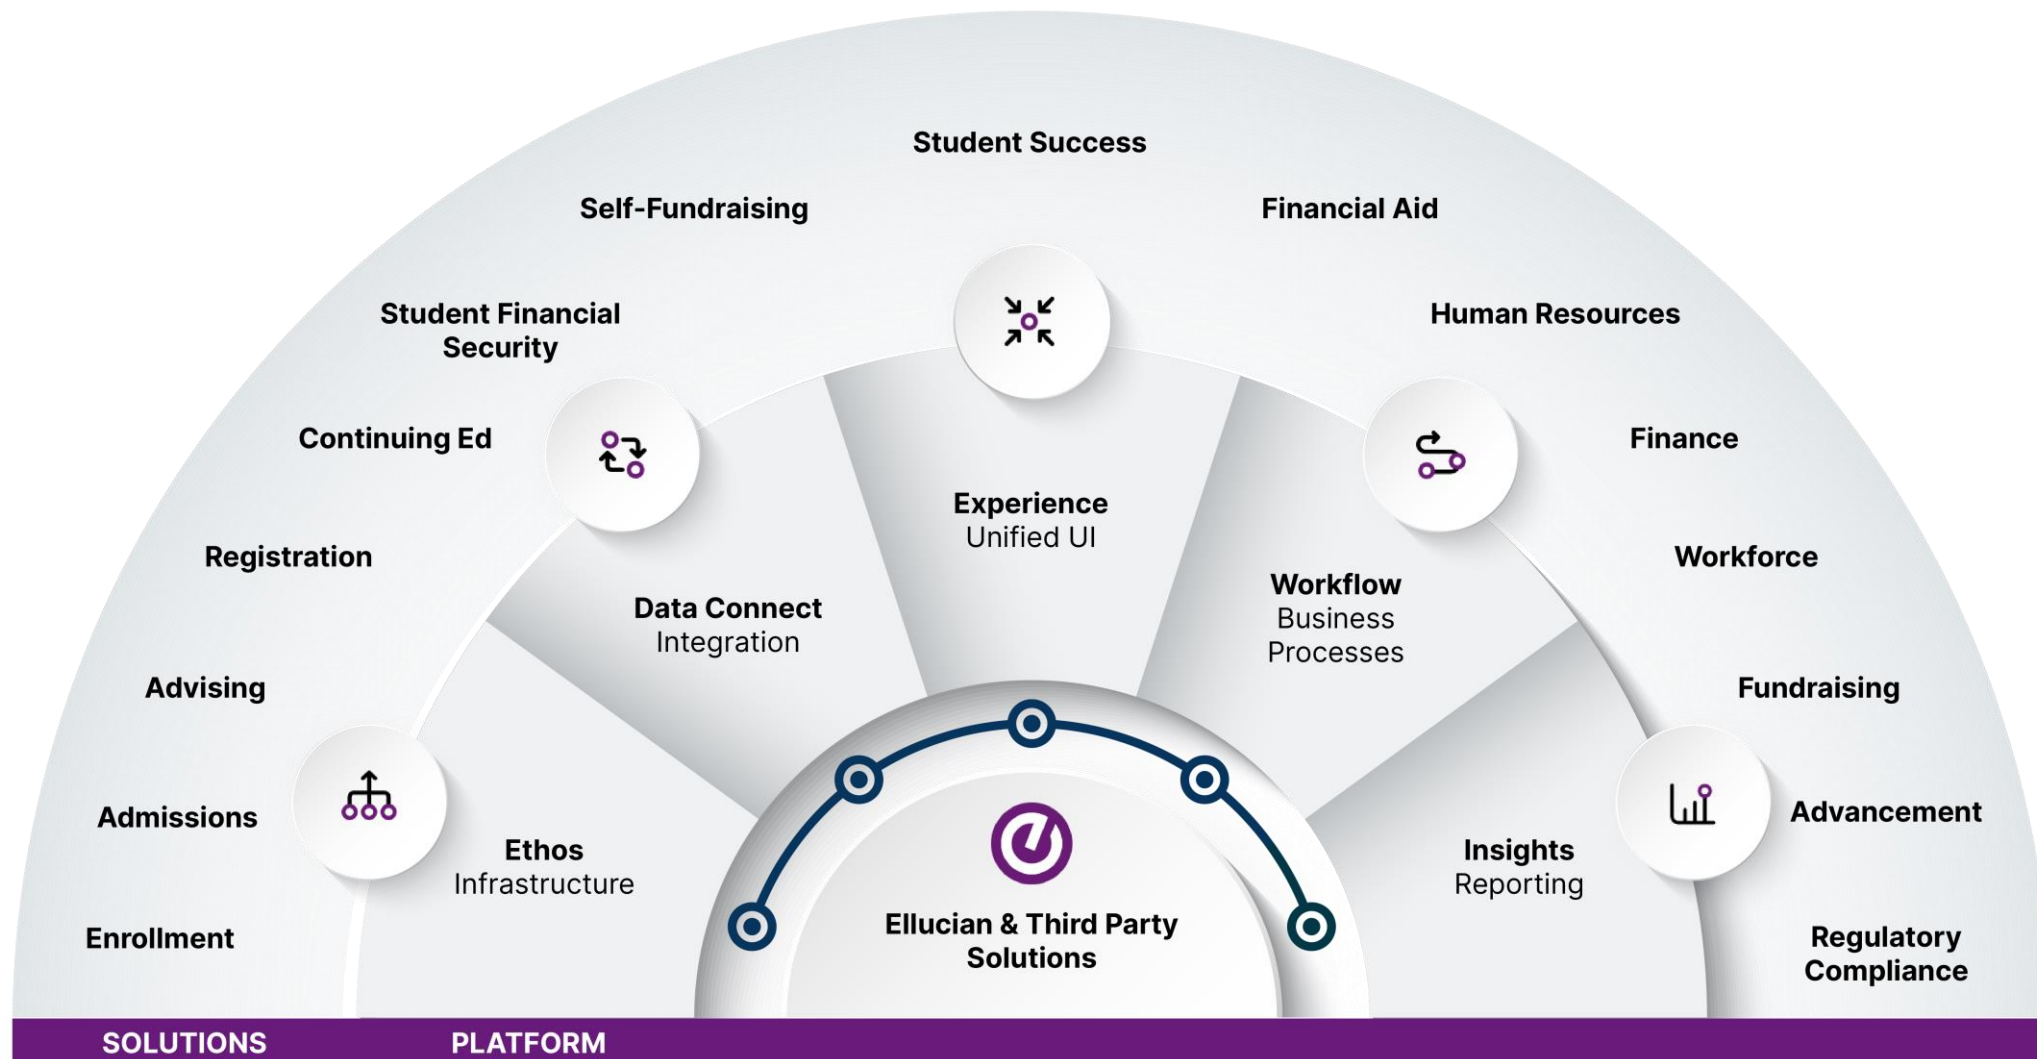 Student Success
Self-Fundraising
Financial Aid
Student Financial
Security
Human Resources
Continuing Ed
Finance
Registration
Workforce
Advising
Fundraising
Admissions
Advancement
Enrollment
Regulatory
Compliance
Experience
Unified UI
Data Connect
Integration
Workflow
Business
Processes
Ethos
Infrastructure
Insights
Reporting
Ellucian & Third Party
Solutions
SOLUTIONS
PLATFORM